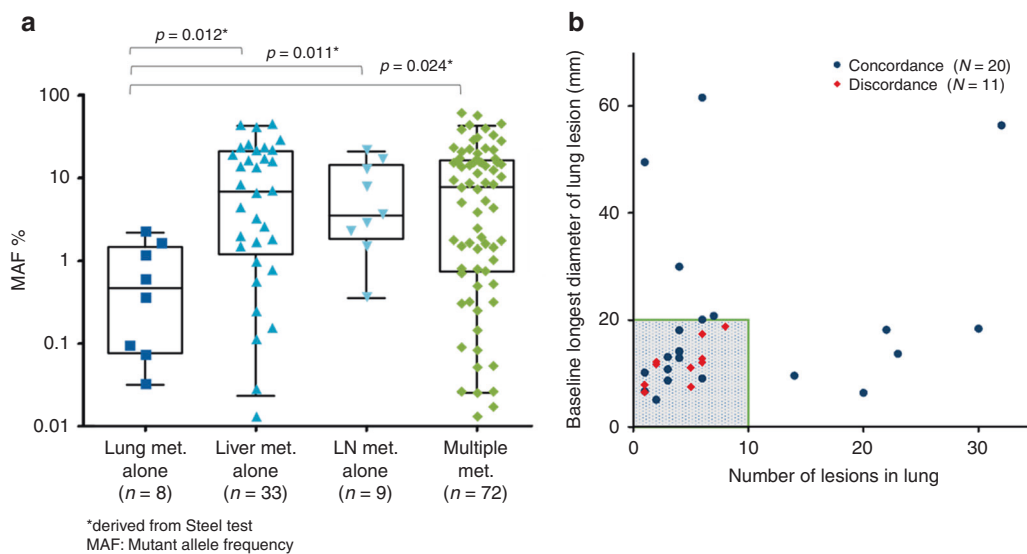 a
p = 0.012*
p = 0.011*
p = 0.024*
100
10
1
0.1
0.01
MAF %
Lung met. alone (n = 8)
Liver met. alone (n = 33)
LN met. alone (n = 9)
Multiple met. (n = 72)
*derived from Steel test
MAF: Mutant allele frequency
b
Concordance (N = 20)
Discordance (N = 11)
Baseline longest diameter of lung lesion (mm)
60
40
20
0
0
10
20
30
Number of lesions in lung